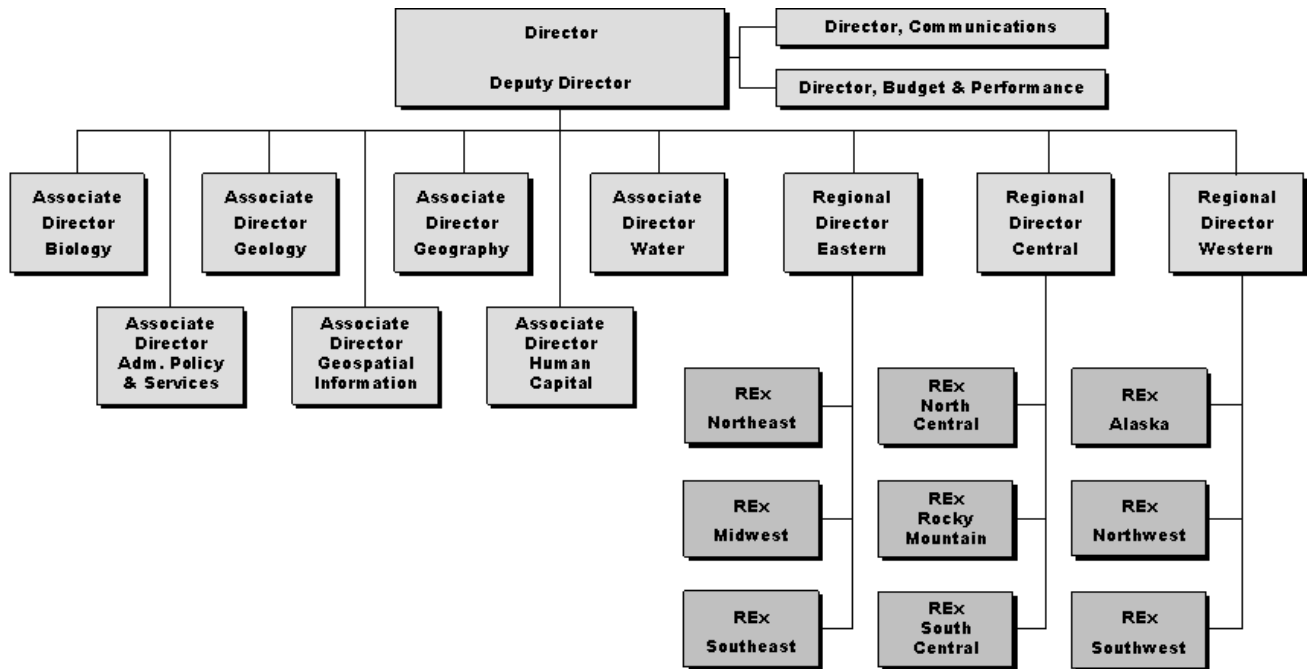 Director
Deputy Director
Director, Communications
Director, Budget & Performance
Associate
Director
Biology
Associate
Director
Geology
Associate
Director
Geography
Associate
Director
Water
Regional
Director
Eastern
Regional
Director
Central
Regional
Director
Western
Associate
Director
Adm. Policy
& Services
Associate
Director
Geospatial
Information
Associate
Director
Human
Capital
REx
Northeast
REx
North
Central
REx
Alaska
REx
Midwest
REx
Rocky
Mountain
REx
Northwest
REx
Southeast
REx
South
Central
REx
Southwest